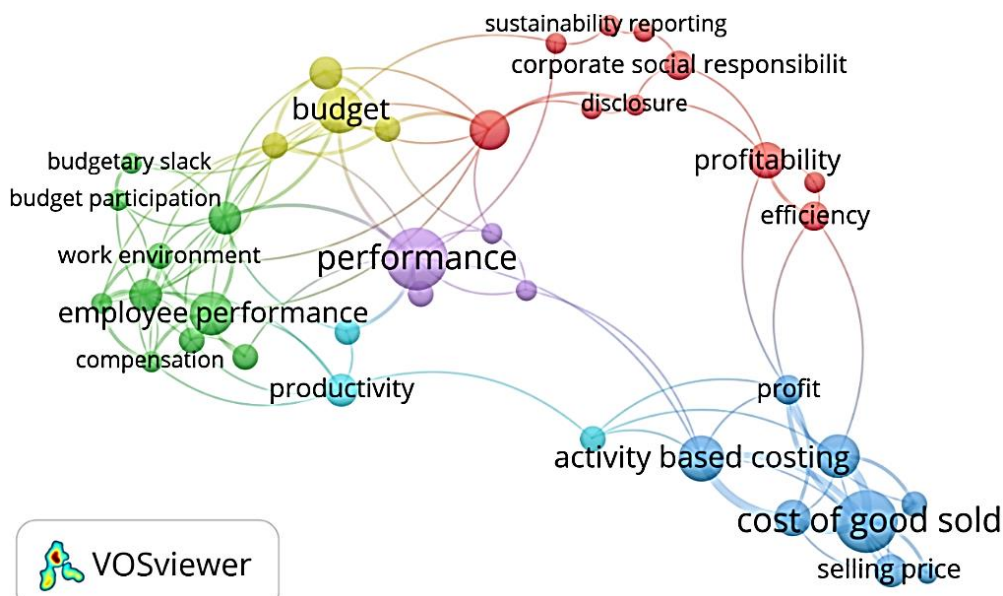 sustainability reporting
corporate social responsibilit
budget
disclosure
budgetary slack
profitability
budget participation
efficiency
work environment
performance
employee performance
compensation
productivity
profit
activity based costing
cost of good sold
selling price
VOSviewer